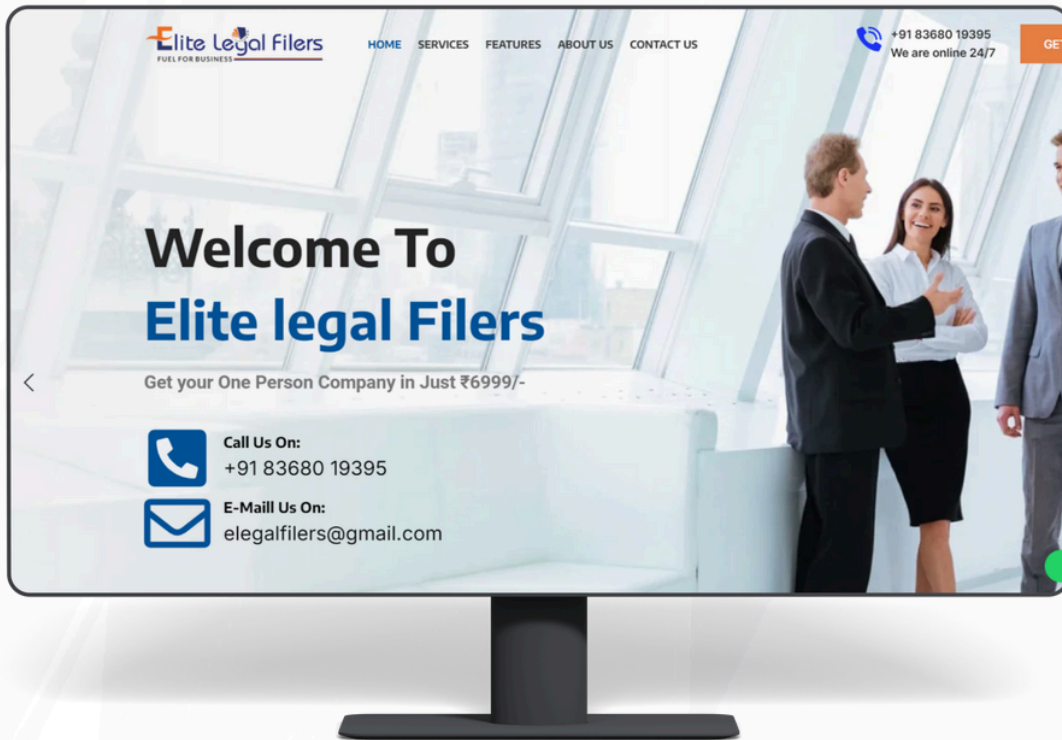 Elite Legal Filers
FUEL FOR BUSINESS
HOME SERVICES FEATURES ABOUT US CONTACT US
+91 83680 19395
We are online 24/7
GET
Welcome To
Elite legal Filers
Get your One Person Company in Just ₹6999/-
Call Us On:
+91 83680 19395
E-Maill Us On:
elegalfilers@gmail.com